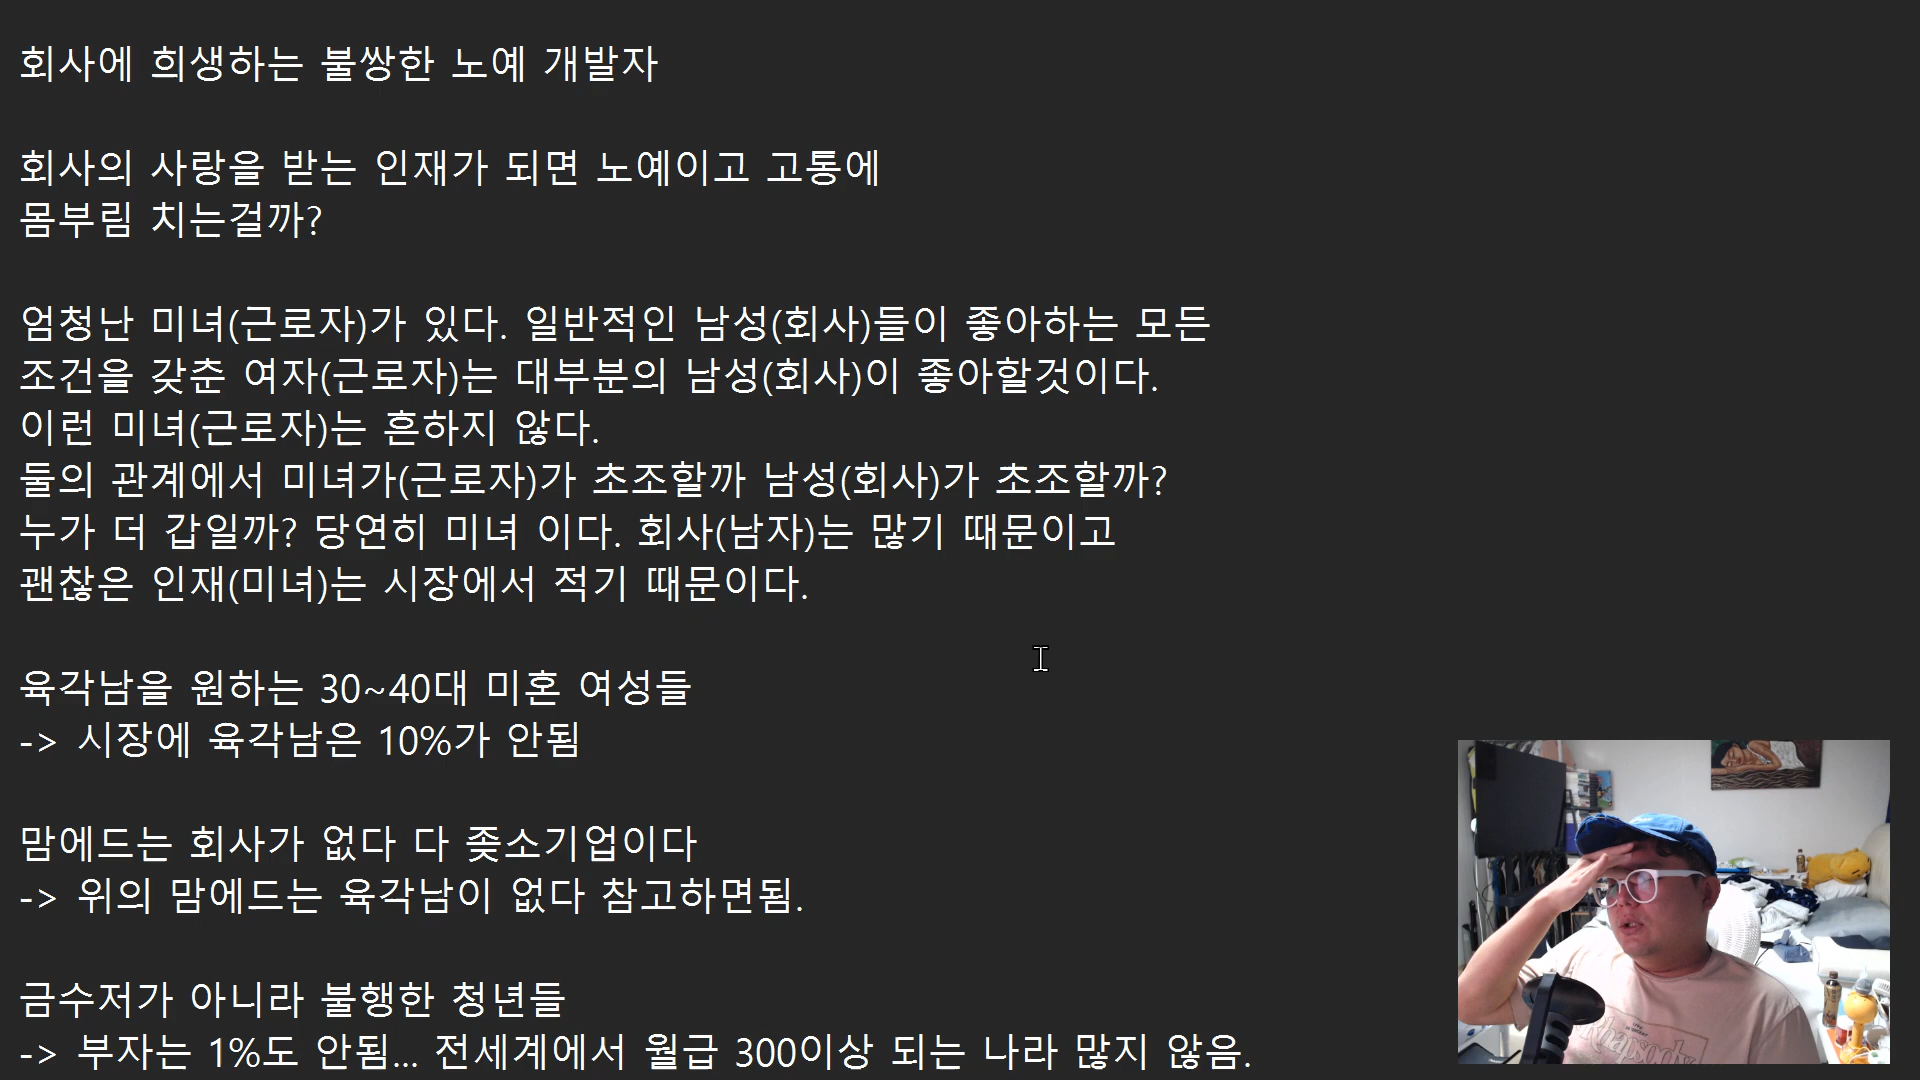 회사에 희생하는 불쌍한 노예 개발자
회사의 사랑을 받는 인재가 되면 노예이고 고통에
몸부림 치는걸까?
엄청난 미녀(근로자)가 있다. 일반적인 남성(회사)들이 좋아하는 모든
조건을 갖춘 여자(근로자)는 대부분의 남성(회사)이 좋아할것이다.
이런 미녀(근로자)는 흔하지 않다.
둘의 관계에서 미녀가(근로자)가 초조할까 남성(회사)가 초조할까?
누가 더 갑일까? 당연히 미녀 이다. 회사(남자)는 많기 때문이고
괜찮은 인재(미녀)는 시장에서 적기 때문이다.
육각남을 원하는 30~40대 미혼 여성들
-> 시장에 육각남은 10%가 안됨
맘에드는 회사가 없다 다 좆소기업이다
-> 위의 맘에드는 육각남이 없다 참고하면됨.
금수저가 아니라 불행한 청년들
-> 부자는 1%도 안됨... 전세계에서 월급 300이상 되는 나라 많지 않음.
Rhapsody